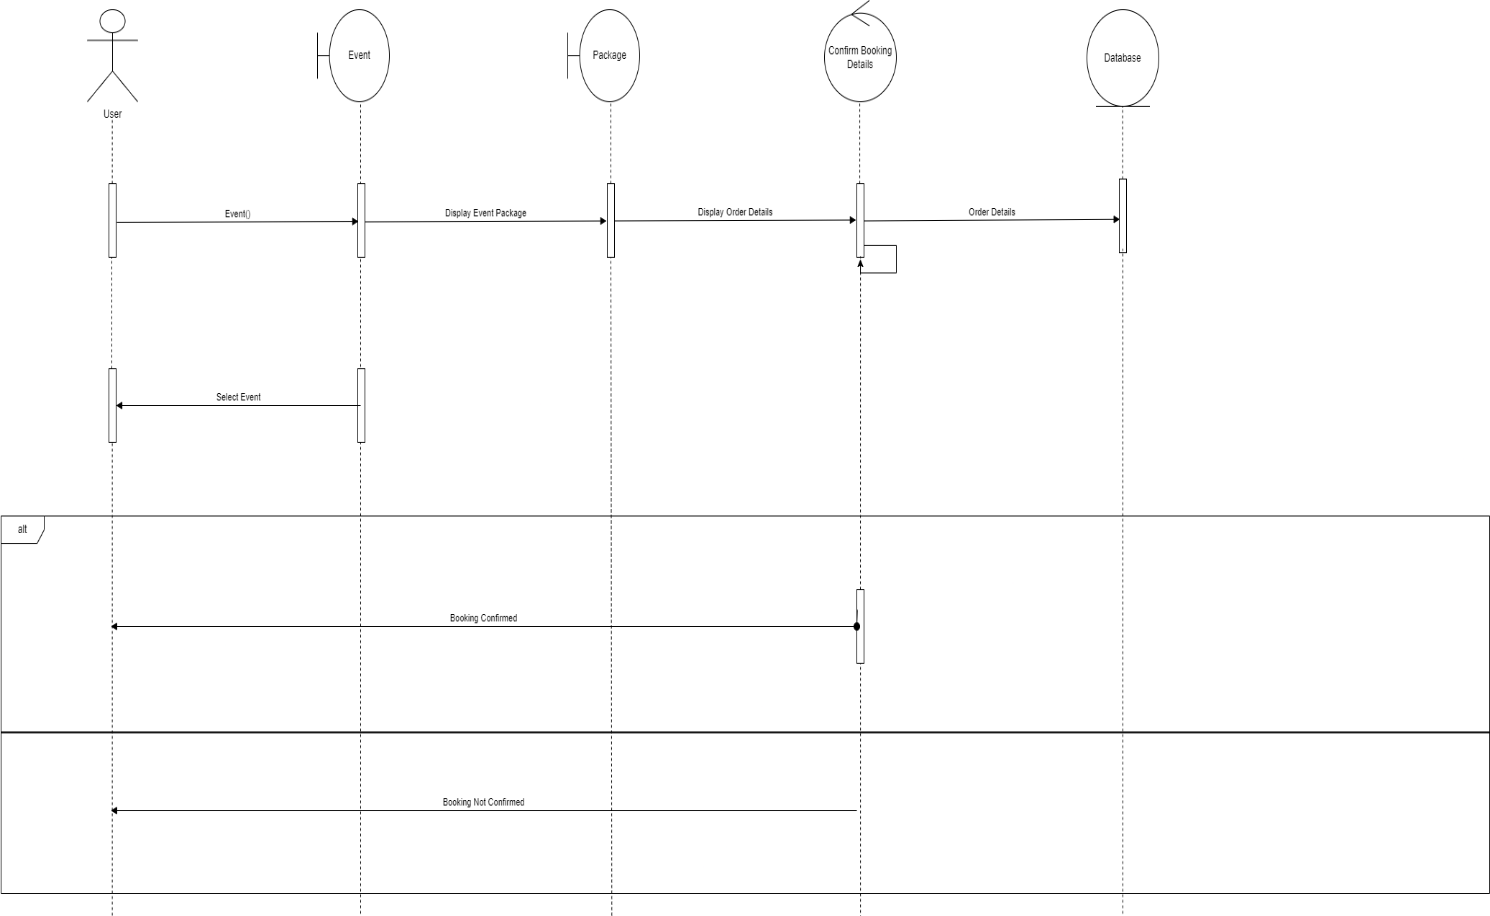 User
Event
Package
Confirm Booking
Details
Database
Event()
Display Event Package
Display Order Details
Order Details
Select Event
alt
Booking Confirmed
Booking Not Confirmed